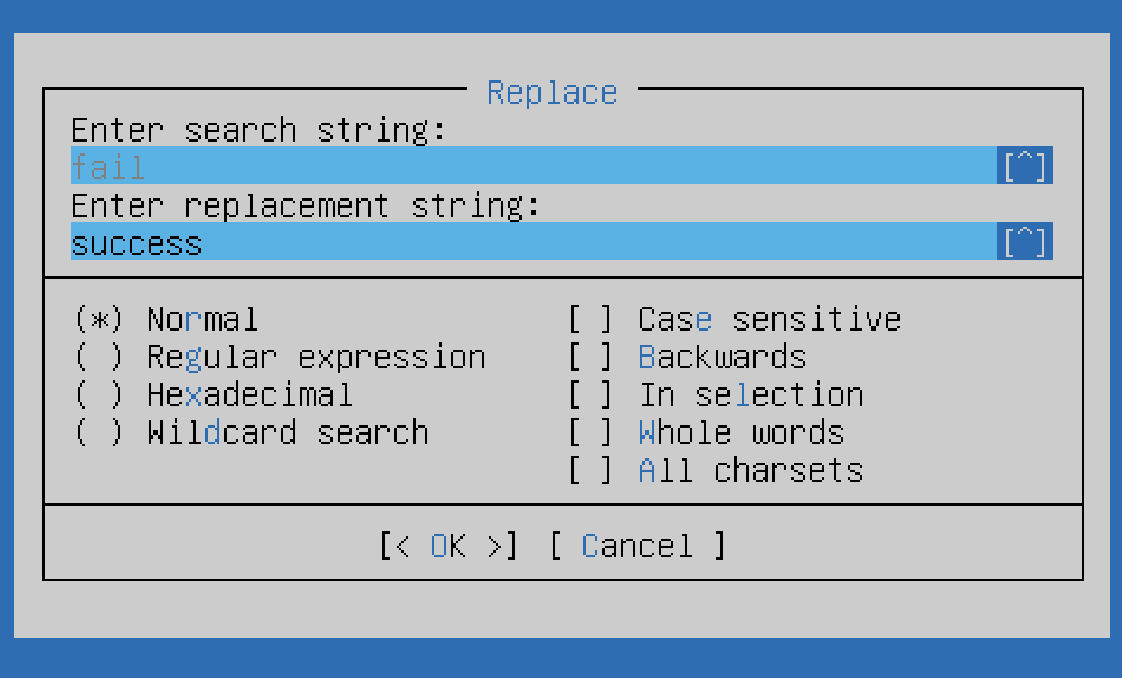 Replace
Enter search string:
fail [^]
Enter replacement string:
success [^]
(*) Normal [ ] Case sensitive
( ) Regular expression [ ] Backwards
( ) Hexadecimal [ ] In selection
( ) Wildcard search [ ] Whole words
[ ] All charsets
[< OK >] [ Cancel ]